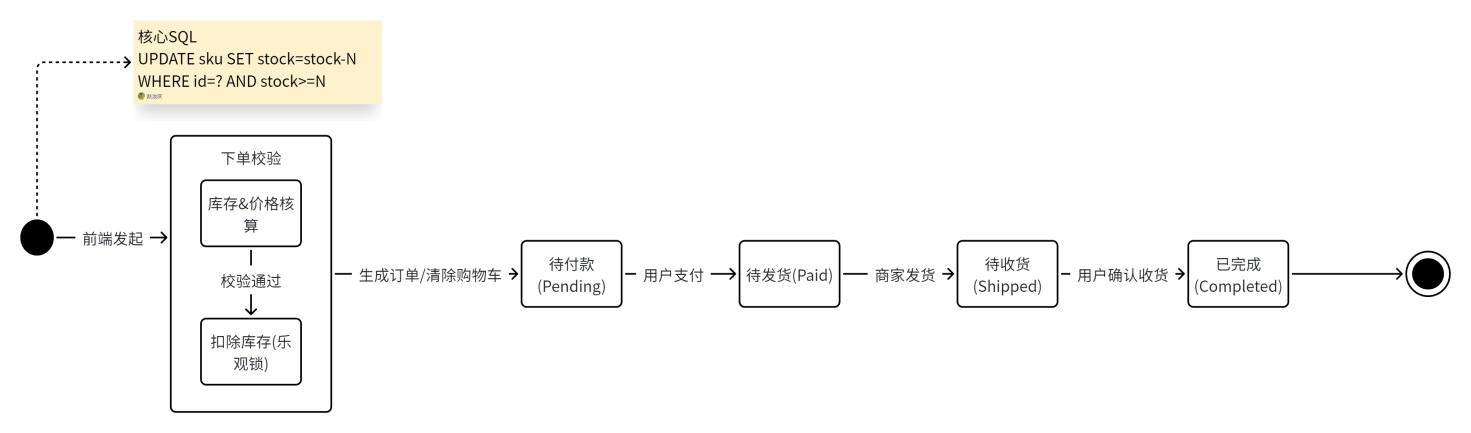 核心SQL
UPDATE sku SET stock=stock-N
WHERE id=? AND stock>=N
下单校验
库存&价格核
算
前端发起
校验通过
扣除库存(乐
观锁)
生成订单/清除购物车
待付款
(Pending)
用户支付
待发货(Paid)
商家发货
待收货
(Shipped)
用户确认收货
已完成
(Completed)